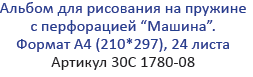 Альбом для рисования на пружине
с перфорацией “Машина”.
Формат А4 (210*297), 24 листа
Артикул 30С 1780-08